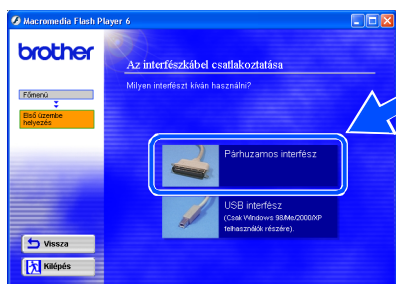 Macromedia Flash Player 6
brother
Az interfészkábel csatlakoztatása
Milyen interfészt kíván használni?
Főmenü
Első üzembe
helyezés
Párhuzamos interfész
USB interfész
(Csak Windows 98/Me/2000/XP
felhasználók részére).
Vissza
Kilépés